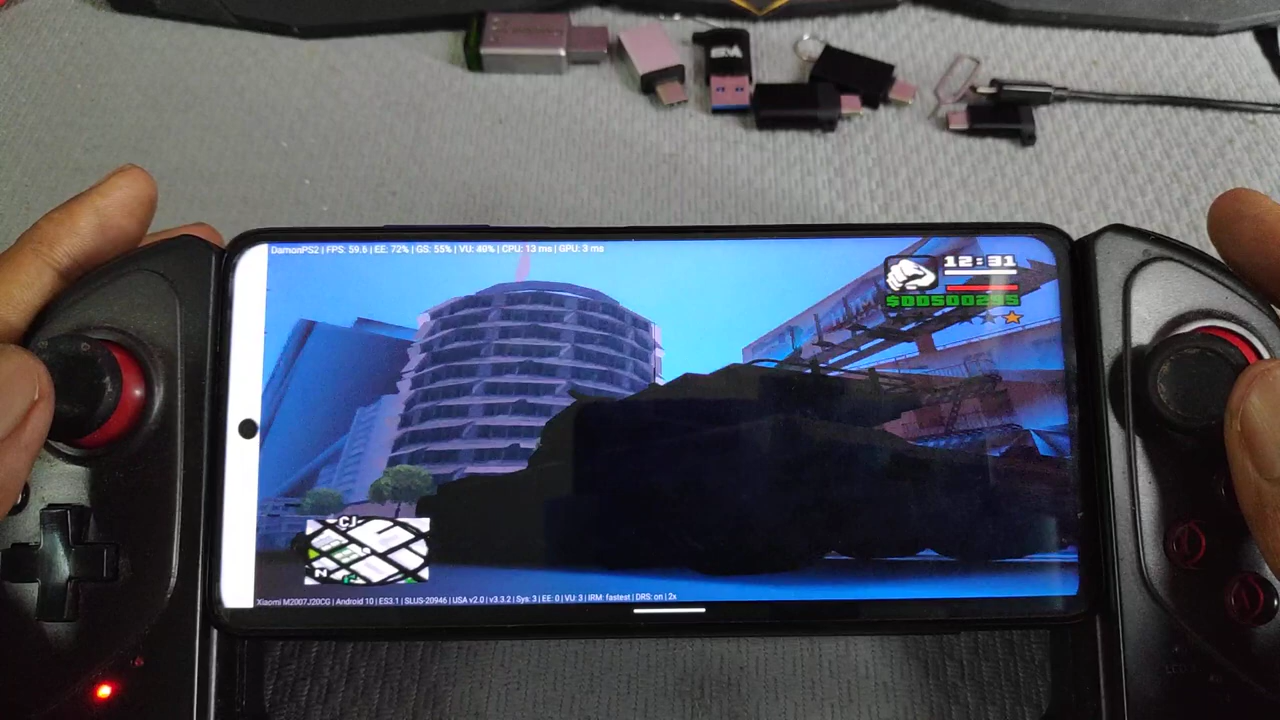 DamonPS2 | FPS: 59.6 | EE: 72% | GS: 55% | VU: 49% | CPU: 13 ms | GPU: 3 ms
12:31
$00500295
CJ
N
Xiaomi M2007J20CG | Android 10 | ES3.1 | SLUS-20946 | USA v2.0 | v3.3.2 | Sys: 3 | EE: 0 | VU: 3 | IRM: fastest | DRS: on | 2x